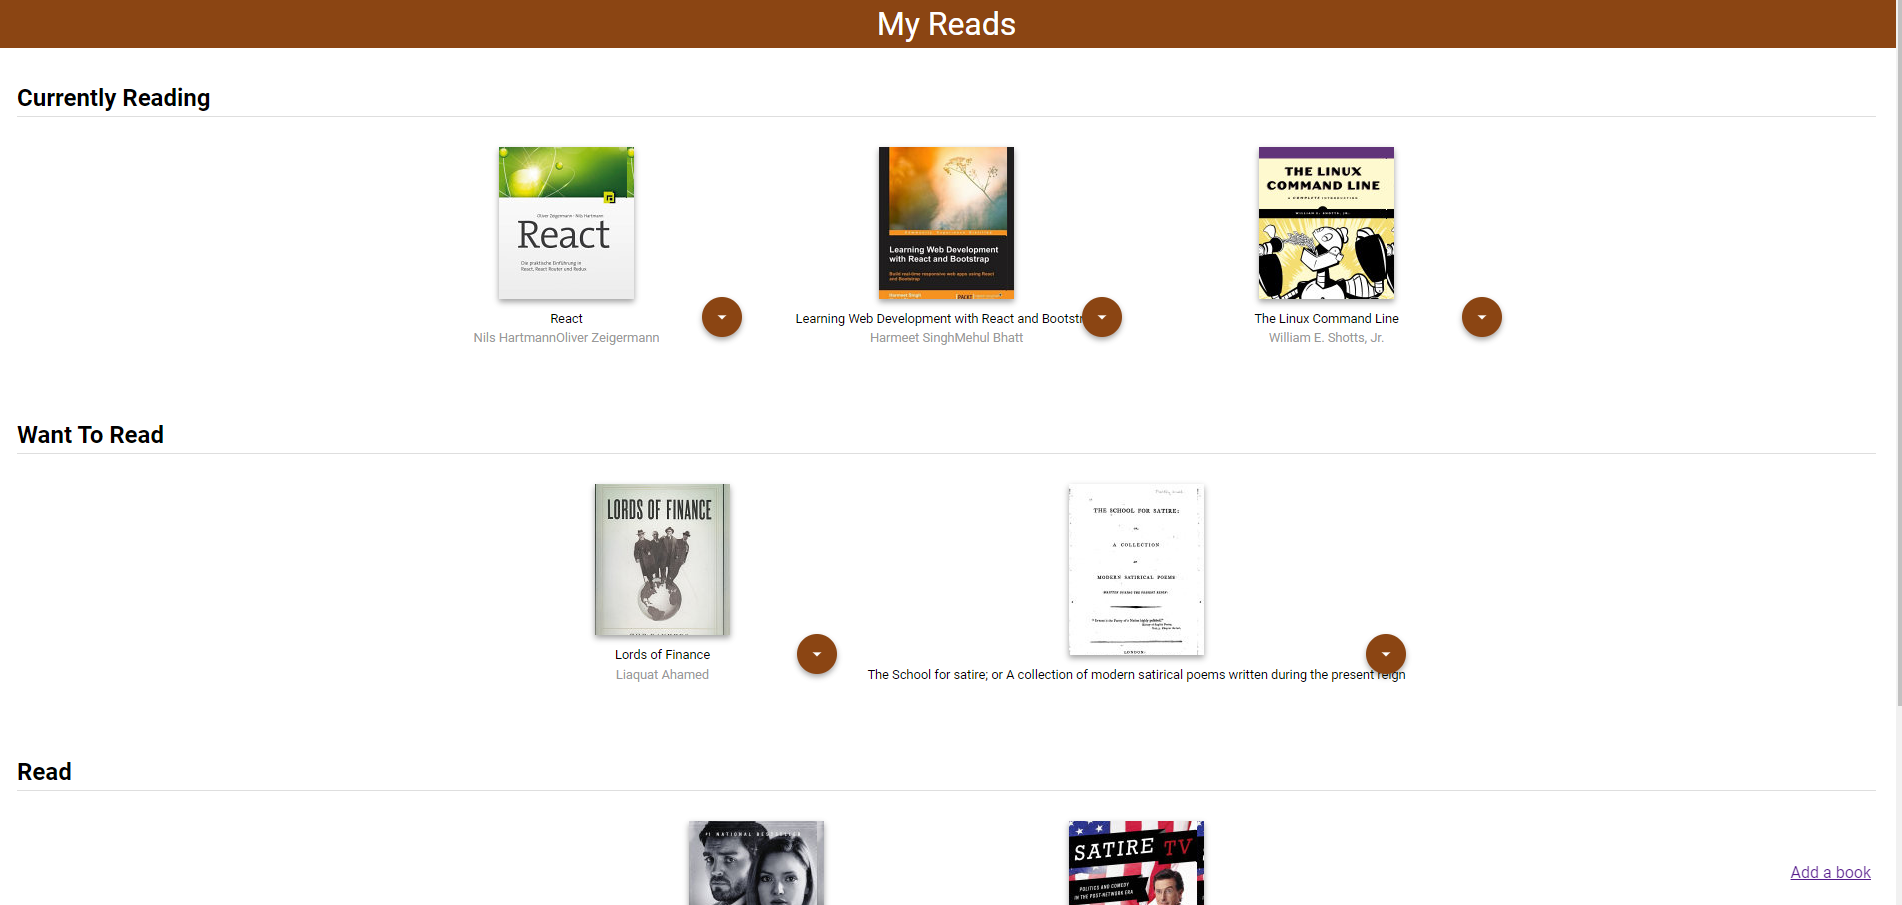 My Reads
Currently Reading
Oliver Zeigermann · Nils Hartmann
React
Die praktische Einführung in
React, React Router und Redux
Learning Web Development
with React and Bootstrap
Build real-time responsive web apps using React
and Bootstrap
Harmeet Singh
PACKT
THE LINUX
COMMAND LINE
A COMPLETE INTRODUCTION
WILLIAM E. SHOTTS, JR.
React
Nils HartmannOliver Zeigermann
Learning Web Development with React and Bootstr
Harmeet SinghMehul Bhatt
The Linux Command Line
William E. Shotts, Jr.
Want To Read
LORDS OF FINANCE
THE SCHOOL FOR SATIRE:
OR,
A COLLECTION
OF
MODERN SATIRICAL POEMS
WRITTEN DURING THE PRESENT REIGN:
LONDON:
Lords of Finance
Liaquat Ahamed
The School for satire; or A collection of modern satirical poems written during the present reign
Read
#1 NATIONAL BESTSELLER
SATIRE TV
POLITICS AND COMEDY
IN THE POST-NETWORK ERA
Add a book